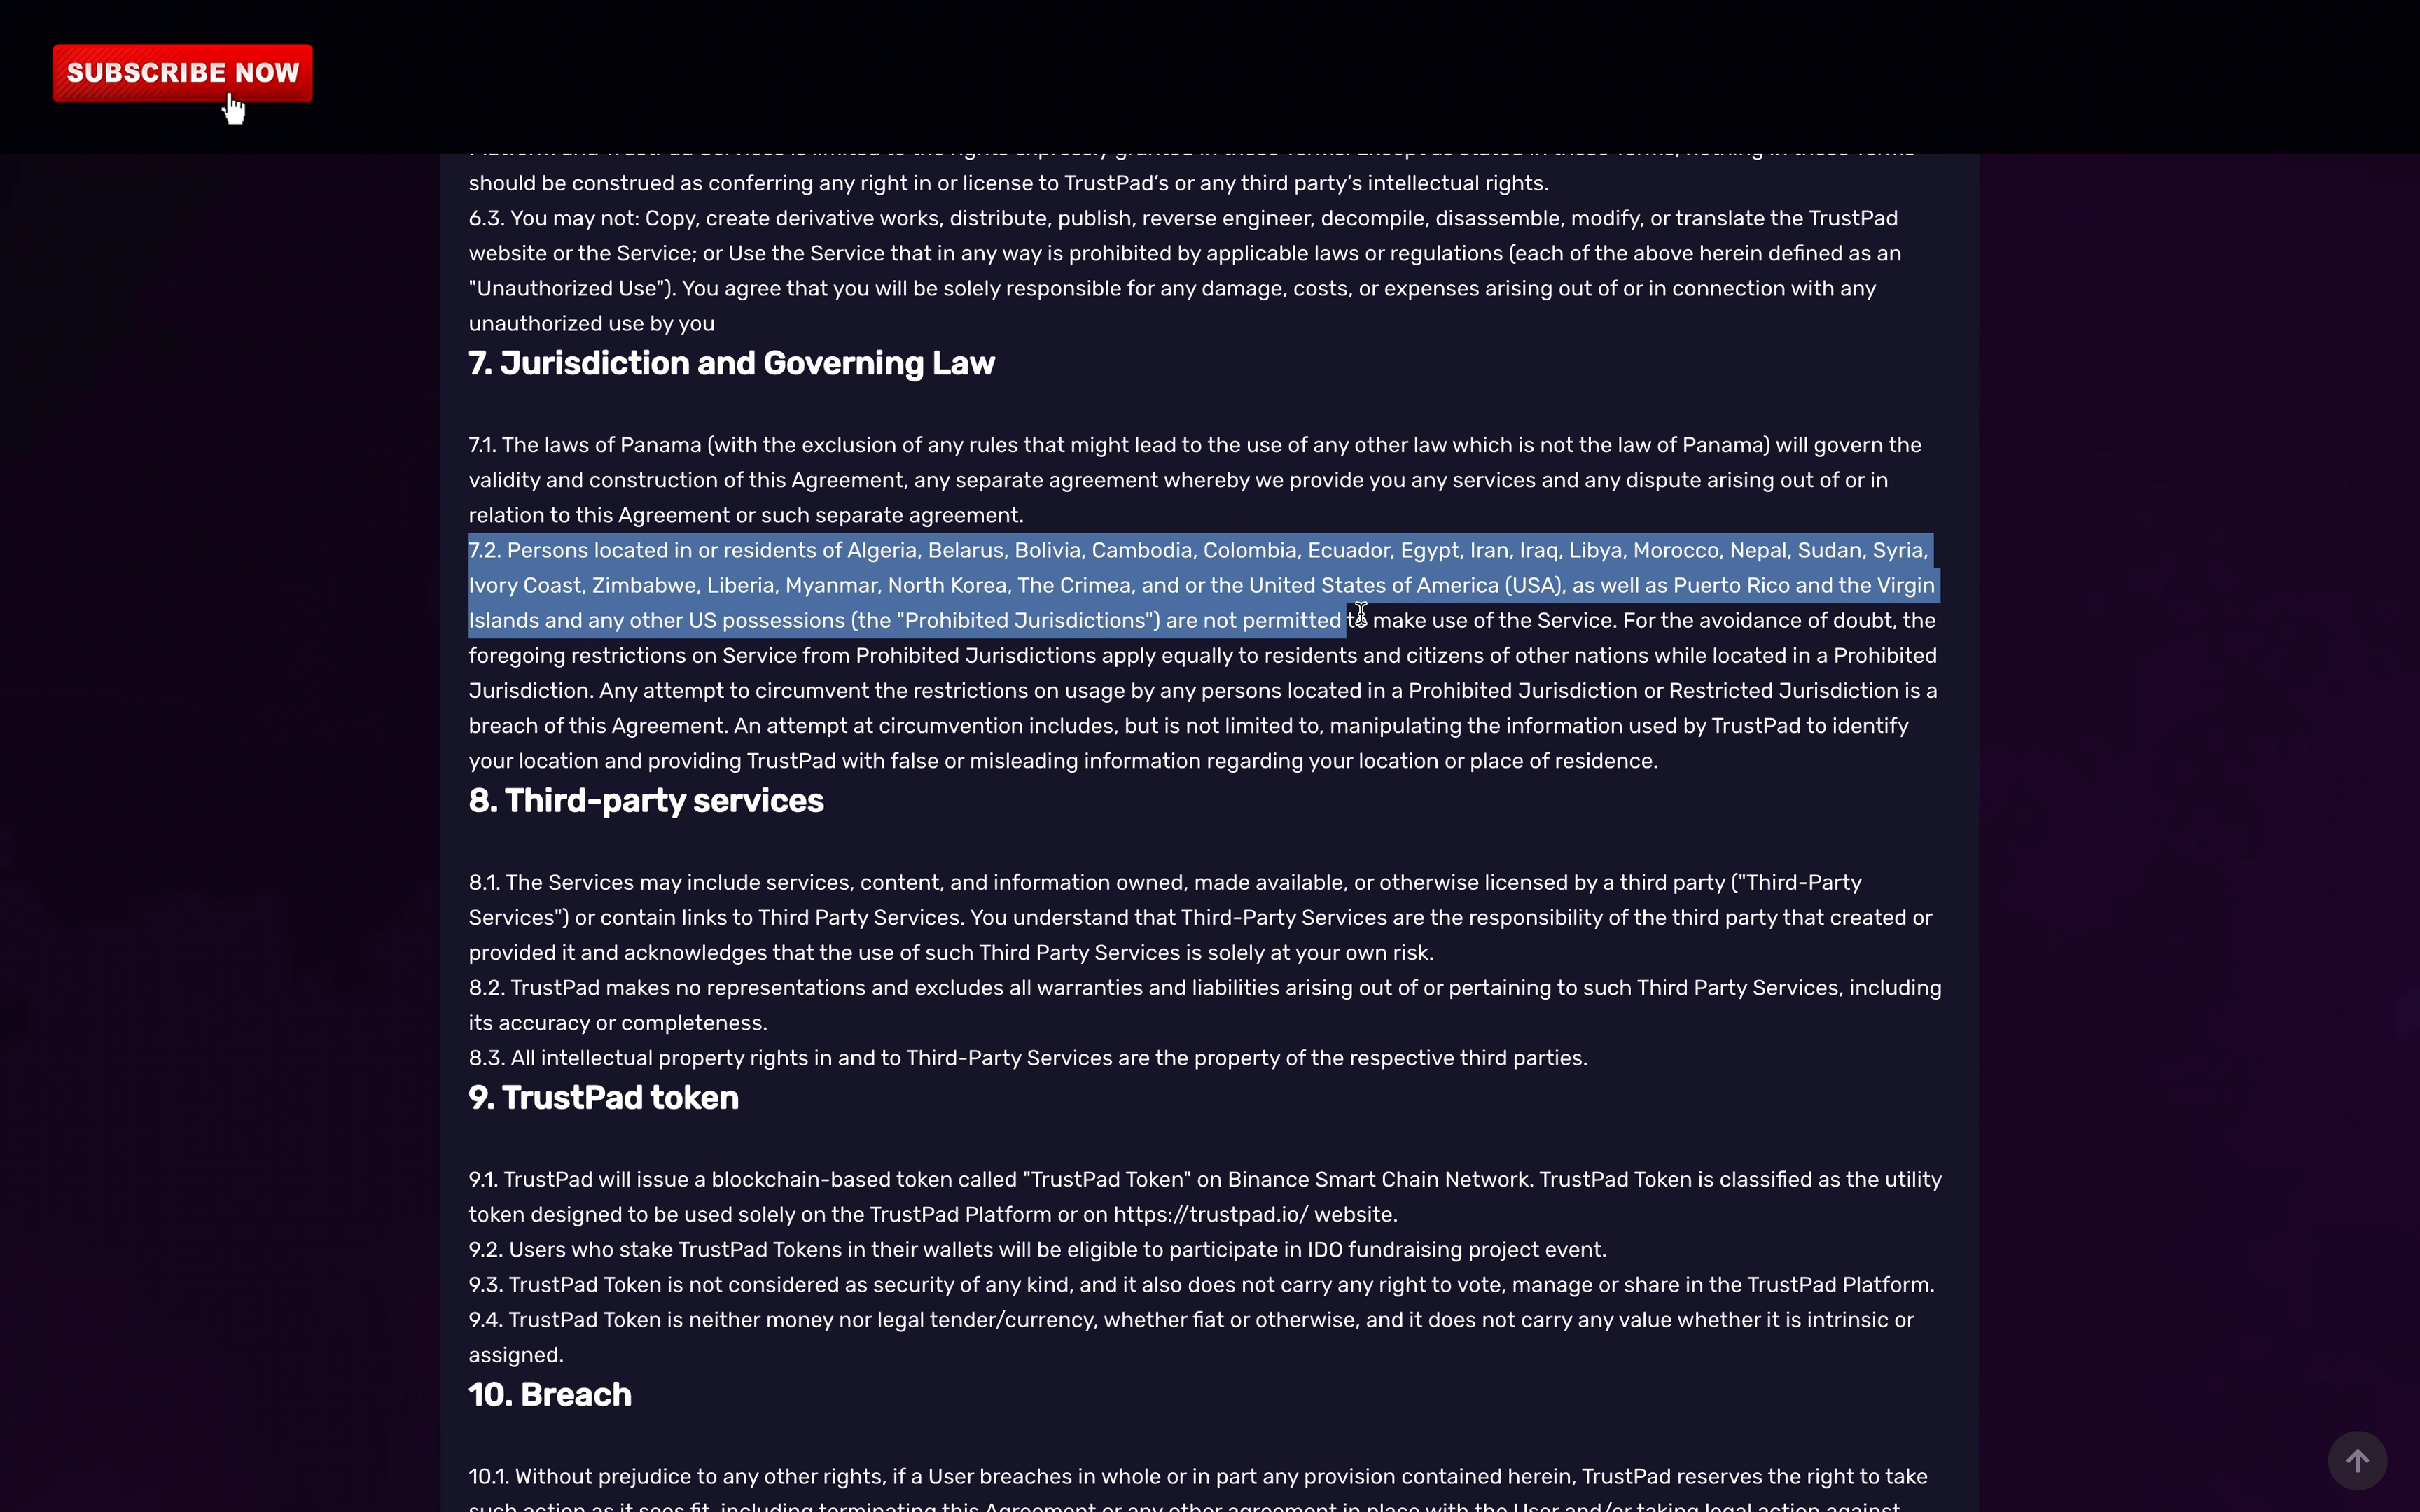 SUBSCRIBE NOW
should be construed as conferring any right in or license to TrustPad’s or any third party’s intellectual rights.
6.3. You may not: Copy, create derivative works, distribute, publish, reverse engineer, decompile, disassemble, modify, or translate the TrustPad
website or the Service; or Use the Service that in any way is prohibited by applicable laws or regulations (each of the above herein defined as an
"Unauthorized Use"). You agree that you will be solely responsible for any damage, costs, or expenses arising out of or in connection with any
unauthorized use by you
7. Jurisdiction and Governing Law
7.1. The laws of Panama (with the exclusion of any rules that might lead to the use of any other law which is not the law of Panama) will govern the
validity and construction of this Agreement, any separate agreement whereby we provide you any services and any dispute arising out of or in
relation to this Agreement or such separate agreement.
7.2. Persons located in or residents of Algeria, Belarus, Bolivia, Cambodia, Colombia, Ecuador, Egypt, Iran, Iraq, Libya, Morocco, Nepal, Sudan, Syria,
Ivory Coast, Zimbabwe, Liberia, Myanmar, North Korea, The Crimea, and or the United States of America (USA), as well as Puerto Rico and the Virgin
Islands and any other US possessions (the "Prohibited Jurisdictions") are not permitted to make use of the Service. For the avoidance of doubt, the
foregoing restrictions on Service from Prohibited Jurisdictions apply equally to residents and citizens of other nations while located in a Prohibited
Jurisdiction. Any attempt to circumvent the restrictions on usage by any persons located in a Prohibited Jurisdiction or Restricted Jurisdiction is a
breach of this Agreement. An attempt at circumvention includes, but is not limited to, manipulating the information used by TrustPad to identify
your location and providing TrustPad with false or misleading information regarding your location or place of residence.
8. Third-party services
8.1. The Services may include services, content, and information owned, made available, or otherwise licensed by a third party ("Third-Party
Services") or contain links to Third Party Services. You understand that Third-Party Services are the responsibility of the third party that created or
provided it and acknowledges that the use of such Third Party Services is solely at your own risk.
8.2. TrustPad makes no representations and excludes all warranties and liabilities arising out of or pertaining to such Third Party Services, including
its accuracy or completeness.
8.3. All intellectual property rights in and to Third-Party Services are the property of the respective third parties.
9. TrustPad token
9.1. TrustPad will issue a blockchain-based token called "TrustPad Token" on Binance Smart Chain Network. TrustPad Token is classified as the utility
token designed to be used solely on the TrustPad Platform or on https://trustpad.io/ website.
9.2. Users who stake TrustPad Tokens in their wallets will be eligible to participate in IDO fundraising project event.
9.3. TrustPad Token is not considered as security of any kind, and it also does not carry any right to vote, manage or share in the TrustPad Platform.
9.4. TrustPad Token is neither money nor legal tender/currency, whether fiat or otherwise, and it does not carry any value whether it is intrinsic or
assigned.
10. Breach
10.1. Without prejudice to any other rights, if a User breaches in whole or in part any provision contained herein, TrustPad reserves the right to take
such action as it sees fit, including terminating this Agreement or any other agreement in place with the User and/or taking legal action against